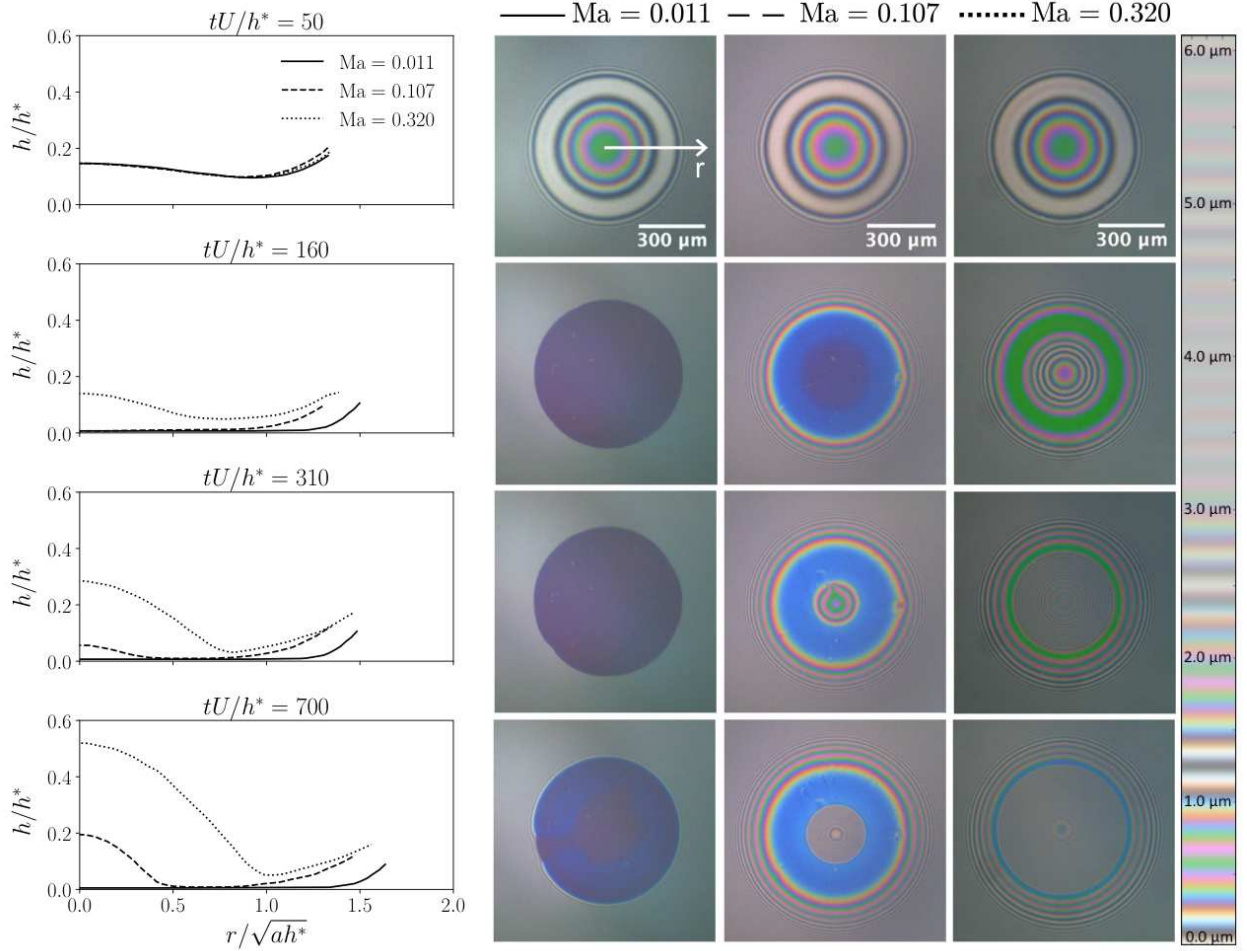 tU/h* = 50
Ma = 0.011
Ma = 0.107
Ma = 0.320
h/h*
0.6
0.4
0.2
0.0
tU/h* = 160
h/h*
0.6
0.4
0.2
0.0
tU/h* = 310
h/h*
0.6
0.4
0.2
0.0
tU/h* = 700
h/h*
0.6
0.4
0.2
0.0
0.0 0.5 1.0 1.5 2.0
r/√ah*
Ma = 0.011 Ma = 0.107 Ma = 0.320
r
300 µm 300 µm 300 µm
6.0 µm
5.0 µm
4.0 µm
3.0 µm
2.0 µm
1.0 µm
0.0 µm